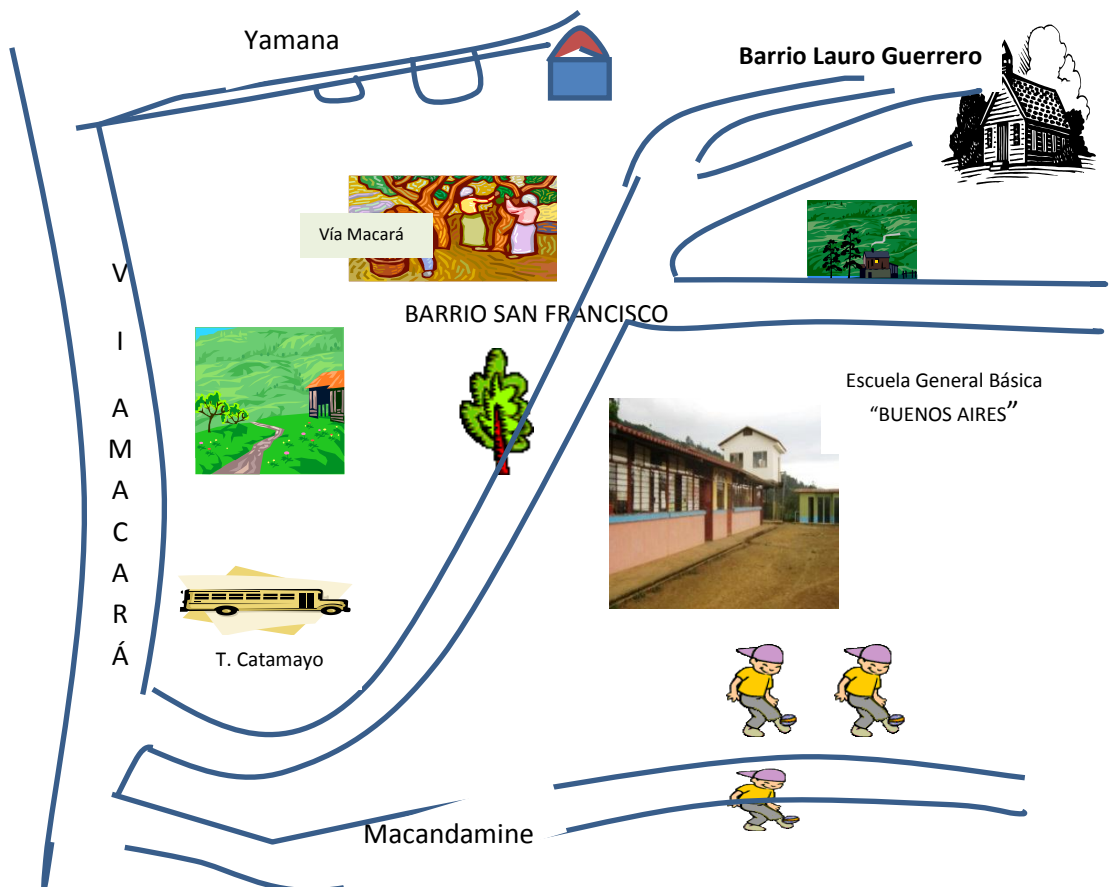 Yamana
Barrio Lauro Guerrero
Vía Macará
BARRIO SAN FRANCISCO
V
I
A
M
A
C
A
R
Á
Escuela General Básica
“BUENOS AIRES”
T. Catamayo
Macandamine